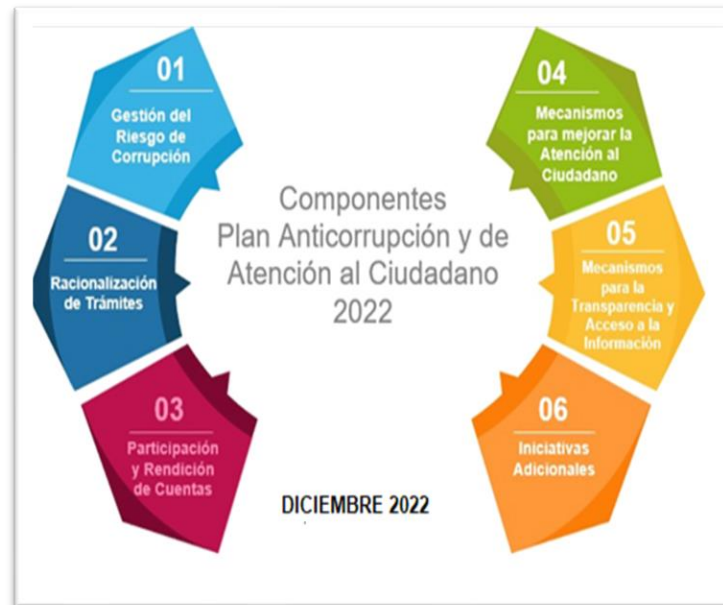 01
Gestión del
Riesgo de
Corrupción
02
Racionalización
de Trámites
03
Participación
y Rendición
de Cuentas
Componentes
Plan Anticorrupción y de
Atención al Ciudadano
2022
04
Mecanismos
para mejorar la
Atención al
Ciudadano
05
Mecanismos
para la
Transparencia y
Acceso a la
Información
06
Iniciativas
Adicionales
DICIEMBRE 2022